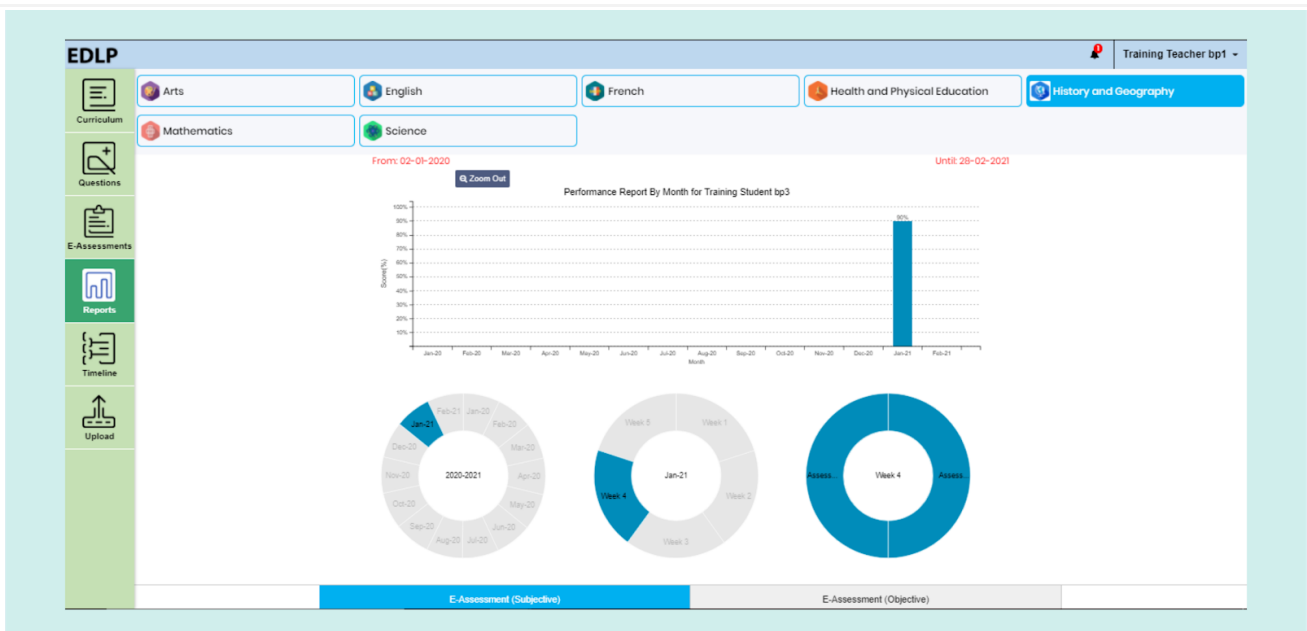 EDLP
Training Teacher bp1
Curriculum
Questions
E-Assessments
Reports
Timeline
Upload
Arts
English
French
Health and Physical Education
History and Geography
Mathematics
Science
From: 02-01-2020
Until: 28-02-2021
Zoom Out
Performance Report By Month for Training Student bp3
Score(%)
100%
90%
80%
70%
60%
50%
40%
30%
20%
10%
90%
Jan-20 Feb-20 Mar-20 Apr-20 May-20 Jun-20 Jul-20 Aug-20 Sep-20 Oct-20 Nov-20 Dec-20 Jan-21 Feb-21
Month
Jan-20
Feb-20
Mar-20
Apr-20
May-20
Jun-20
Jul-20
Aug-20
Sep-20
Oct-20
Nov-20
Dec-20
Jan-21
Feb-21
2020-2021
Week 1
Week 2
Week 3
Week 4
Week 5
Jan-21
Assess...
Week 4
Assess...
E-Assessment (Subjective)
E-Assessment (Objective)